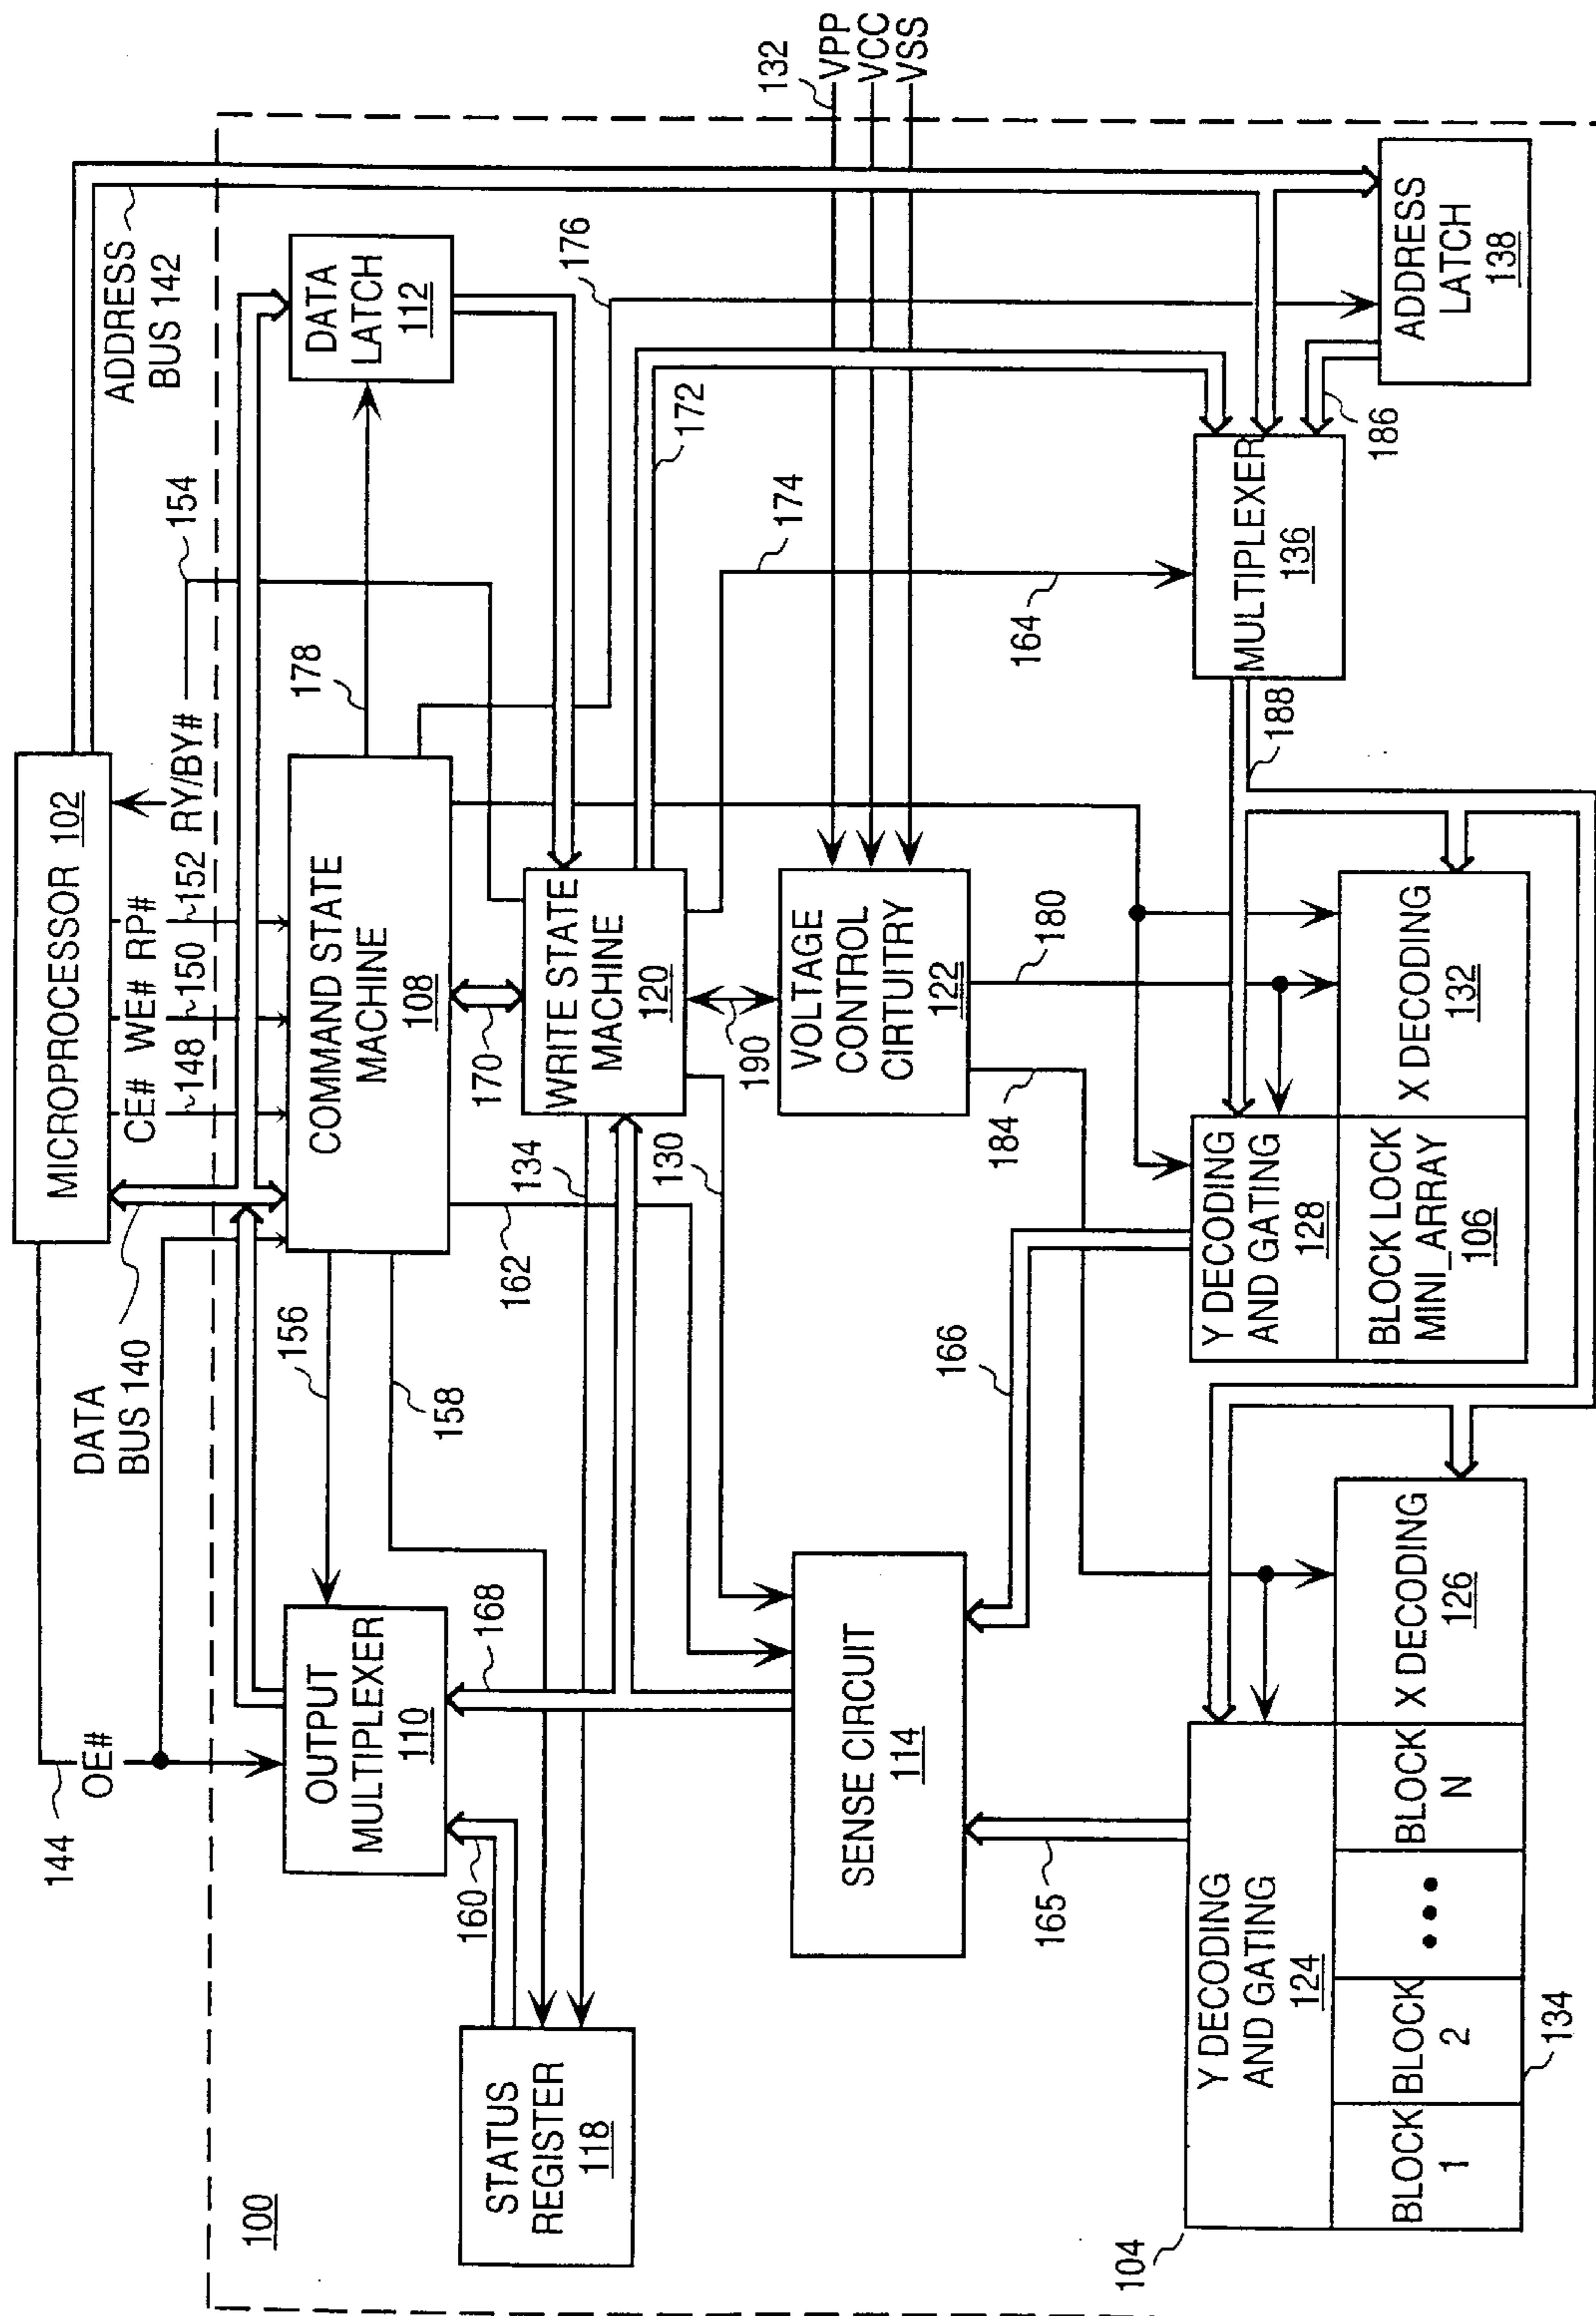 MICROPROCESSOR 102
ADDRESS
BUS 142
144
OE#
DATA
BUS 140
CE# WE# RP#
148
150
152
RY/BY#
154
132
VPP
VCC
VSS
100
OUTPUT
MULTIPLEXER
110
156
158
COMMAND STATE
MACHINE
108
178
DATA
LATCH
112
176
STATUS
REGISTER
118
160
168
162
134
170
WRITE STATE
MACHINE
120
172
174
130
190
164
SENSE CIRCUIT
114
VOLTAGE
CONTROL
CIRTUITRY
122
180
184
165
166
MULTIPLEXER
136
186
188
ADDRESS
LATCH
138
104
Y DECODING
AND GATING
124
BLOCK
1
BLOCK
2
BLOCK
N
X DECODING
126
134
Y DECODING
AND GATING
128
BLOCK LOCK
MINI_ARRAY
106
X DECODING
132